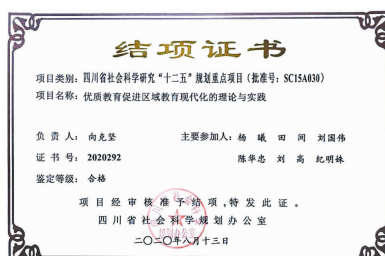 结项证书
项目类别：四川省社会科学研究“十二五”规划重点项目（批准号：SC15A030）
项目名称：优质教育促进区域教育现代化的理论与实践
负责人 向克坚 主要参加人：杨曦 田间 刘国伟
证书号 2020292 陈华忠 刘高 纪明姝
鉴定等级：合格
项目经审核准予结项，特发此证。
四川省社会科学规划办公室
二〇二〇年八月十三日